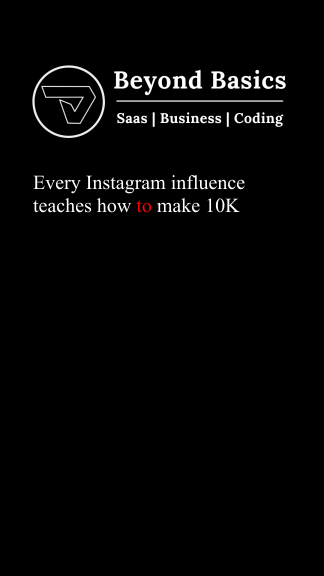 Beyond Basics
Saas | Business | Coding
Every Instagram influence
teaches how to make 10K